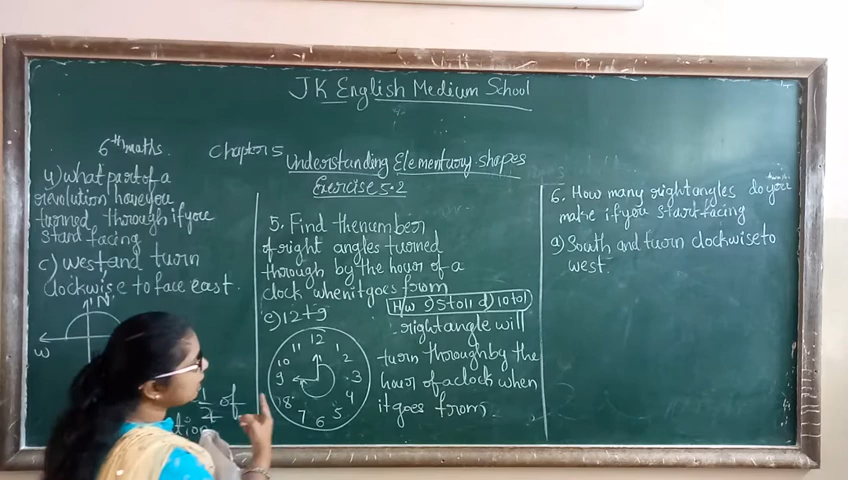 JK English Medium School
6th maths.
Chapter 5
Understanding Elementary shapes
Exercise 5.2
4) what part of a
revolution have you
turned through if you
start facing
c) west and turn
clockwise to face east.
N
W
1/2 of
5. Find the number
of right angles turned
through by the hour of a
clock when it goes from
H/w 5 to 11 d) 10 to 1
12 to 9
12
11 1
10 2
9 3
8 4
7 5
6
right angle will
turn through by the
hour of a clock when
it goes from
6. How many right angles do you
make if you start facing
a) South and turn clockwise to
west.